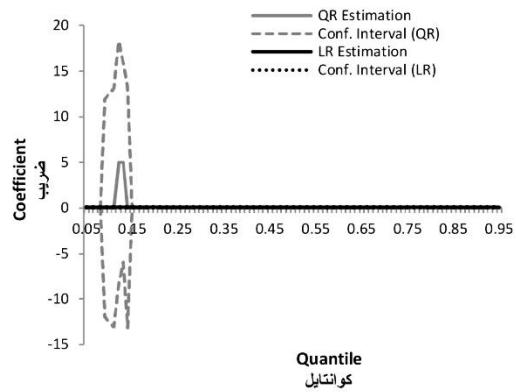 QR Estimation
Conf. Interval (QR)
LR Estimation
Conf. Interval (LR)
20
15
10
5
0
-5
-10
-15
Coefficient
ضریب
0.05 0.15 0.25 0.35 0.45 0.55 0.65 0.75 0.85 0.95
Quantile
کوانتایل